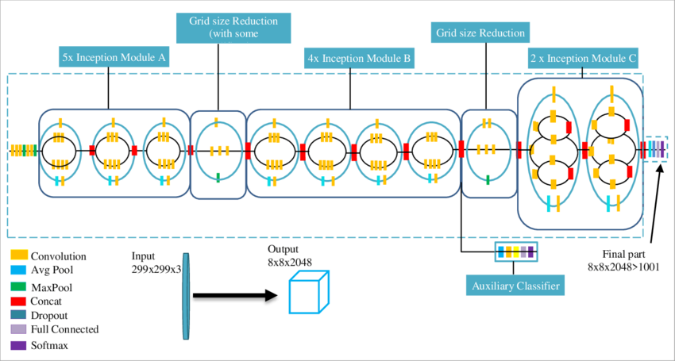 Grid size Reduction
(with some
Grid size Reduction
5x Inception Module A
4x Inception Module B
2 x Inception Module C
Convolution
Avg Pool
MaxPool
Concat
Dropout
Full Connected
Softmax
Input
299x299x3
Output
8x8x2048
Auxiliary Classifier
Final part
8x8x2048>1001